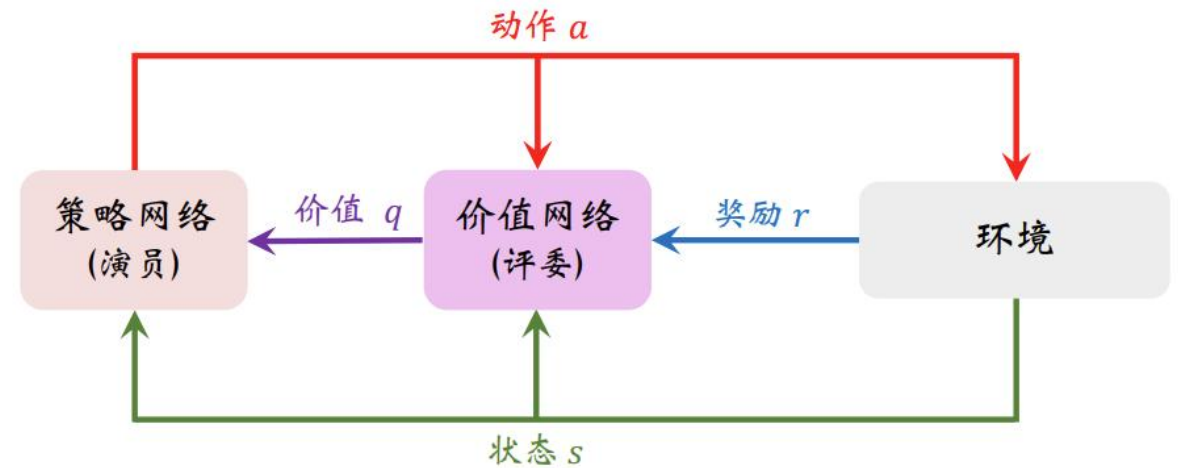 动作 a
策略网络
(演员)
价值 q
价值网络
(评委)
奖励 r
环境
状态 s